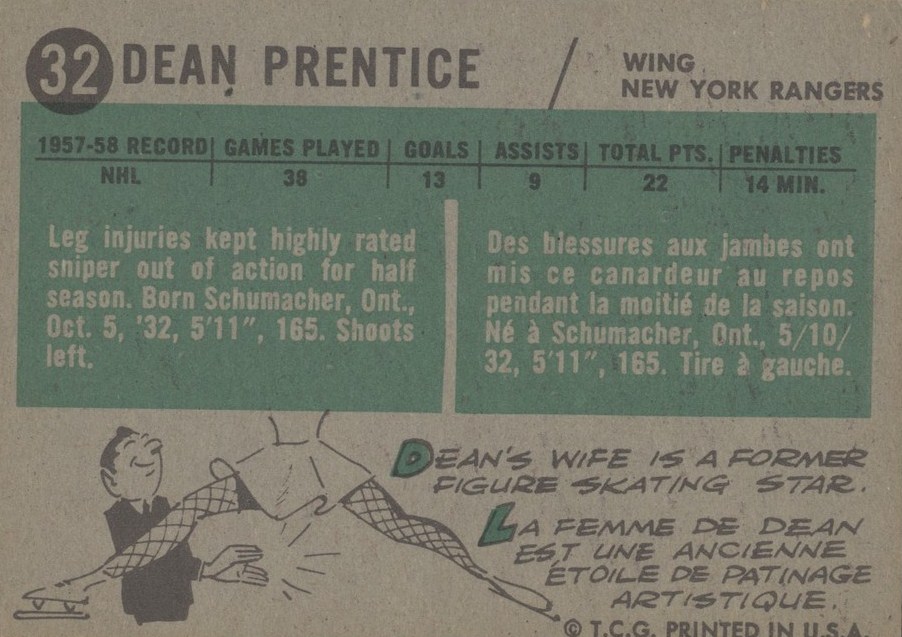 32 DEAN PRENTICE / WING
NEW YORK RANGERS
1957-58 RECORD GAMES PLAYED GOALS ASSISTS TOTAL PTS. PENALTIES
NHL 38 13 9 22 14 MIN.
Leg injuries kept highly rated
sniper out of action for half
season. Born Schumacher, Ont.,
Oct. 5, '32, 5'11", 165. Shoots
left.
Des blessures aux jambes ont
mis ce canardeur au repos
pendant la moitié de la saison.
Né à Schumacher, Ont., 5/10/
32, 5'11", 165. Tire à gauche.
DEAN'S WIFE IS A FORMER
FIGURE SKATING STAR.
LA FEMME DE DEAN
EST UNE ANCIENNE
ÉTOILE DE PATINAGE
ARTISTIQUE.
© T.C.G. PRINTED IN U.S.A.